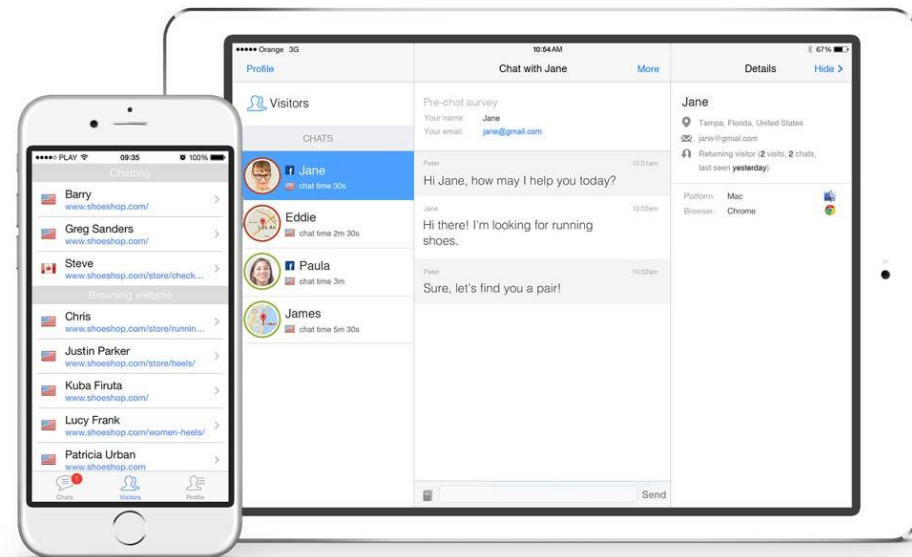 PLAY 09:35 100%
Chatting
Barry
www.shoeshop.com/
Greg Sanders
www.shoeshop.com/
Steve
www.shoeshop.com/store/check...
Browsing website
Chris
www.shoeshop.com/store/runnin...
Justin Parker
www.shoeshop.com/store/heels/
Kuba Firuta
www.shoeshop.com/
Lucy Frank
www.shoeshop.com/women-heels/
Patricia Urban
www.shoeshop.com
1
Chats Visitors Profile
Orange 3G 10:54 AM 67%
Profile
Visitors
CHATS
Jane
chat time 30s
Eddie
chat time 2m 30s
Paula
chat time 3m
James
chat time 5m 30s
Chat with Jane More
Pre-chat survey
Your name: Jane
Your email: jane@gmail.com
Peter 10:01am
Hi Jane, how may I help you today?
Jane 10:02am
Hi there! I'm looking for running
shoes.
Peter 10:02am
Sure, let's find you a pair!
Send
Details Hide
Jane
Tampa, Florida, United States
jane@gmial.com
Returning visitor (2 visits, 2 chats,
last seen yesterday)
Platform: Mac
Browser: Chrome